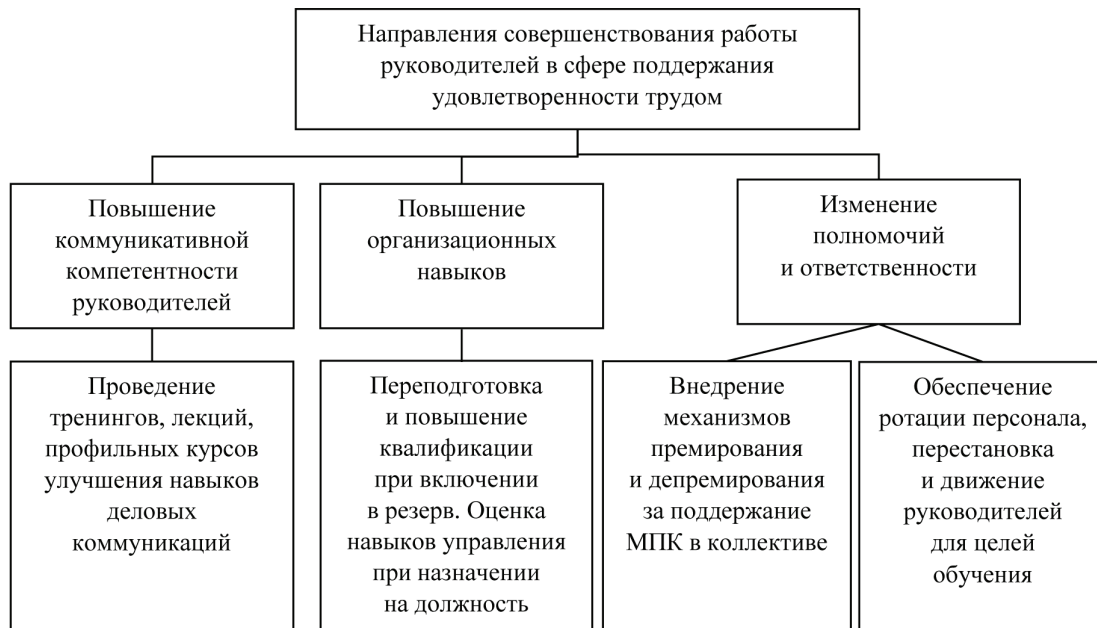 Направления совершенствования работы
руководителей в сфере поддержания
удовлетворенности трудом
Повышение
коммуникативной
компетентности
руководителей
Повышение
организационных
навыков
Изменение
полномочий
и ответственности
Проведение
тренингов, лекций,
профильных курсов
улучшения навыков
деловых
коммуникаций
Переподготовка
и повышение
квалификации
при включении
в резерв. Оценка
навыков управления
при назначении
на должность
Внедрение
механизмов
премирования
и депремирования
за поддержание
МПК в коллективе
Обеспечение
ротации персонала,
перестановка
и движение
руководителей
для целей
обучения